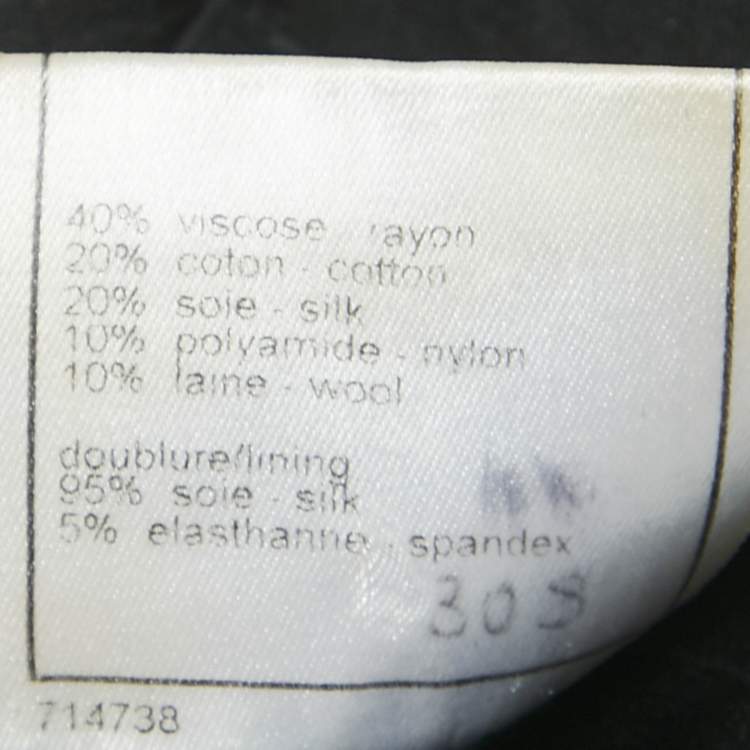 40% viscose rayon
20% coton - cotton
20% soie - silk
10% polyamide - nylon
10% laine - wool
doublure/lining
95% soie - silk
5% elasthanne - spandex
714738